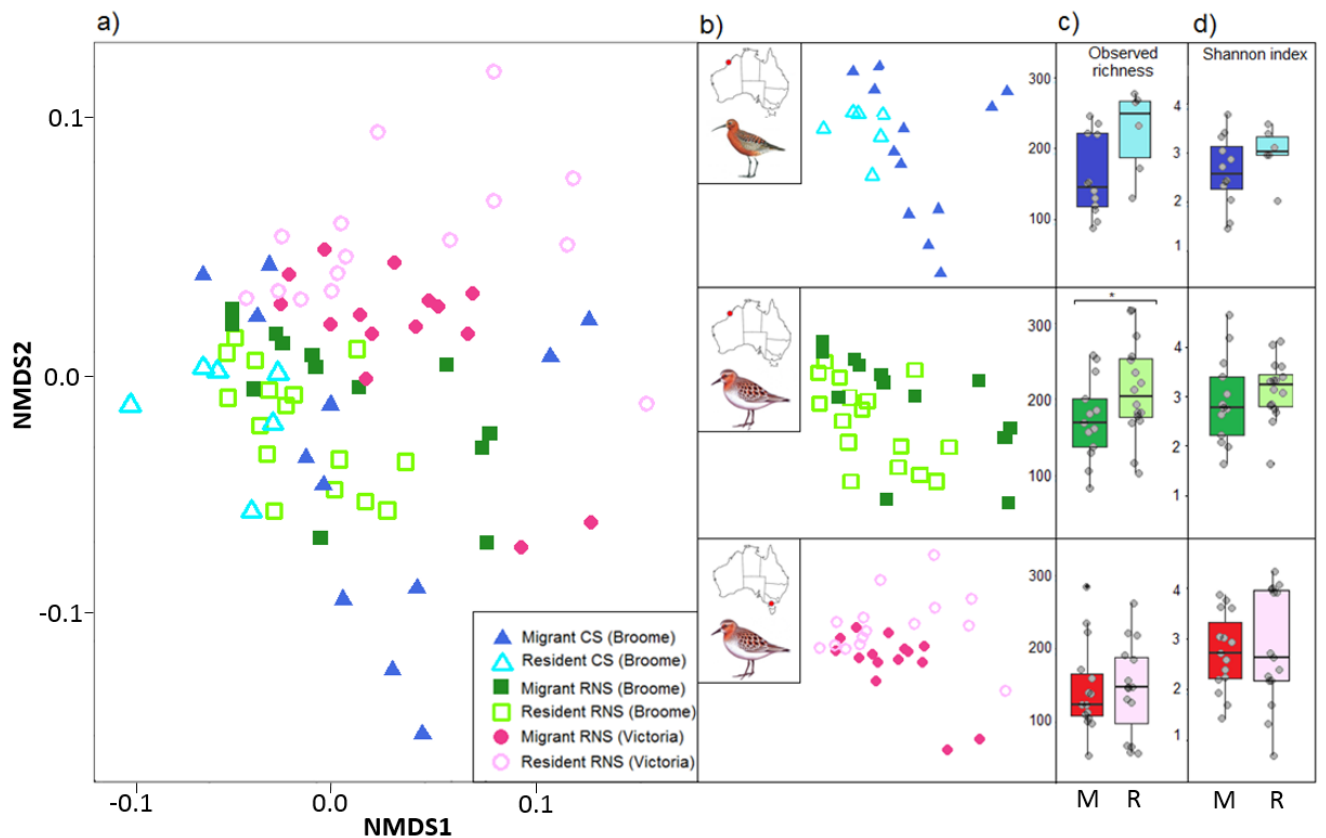 a)
b)
c)
d)
NMDS2
0.1
0.0
-0.1
-0.1
0.0
0.1
NMDS1
Migrant CS (Broome)
Resident CS (Broome)
Migrant RNS (Broome)
Resident RNS (Broome)
Migrant RNS (Victoria)
Resident RNS (Victoria)
Observed
richness
300
200
100
*
300
200
100
300
200
100
M R
Shannon index
4
3
2
1
4
3
2
1
4
3
2
1
M R